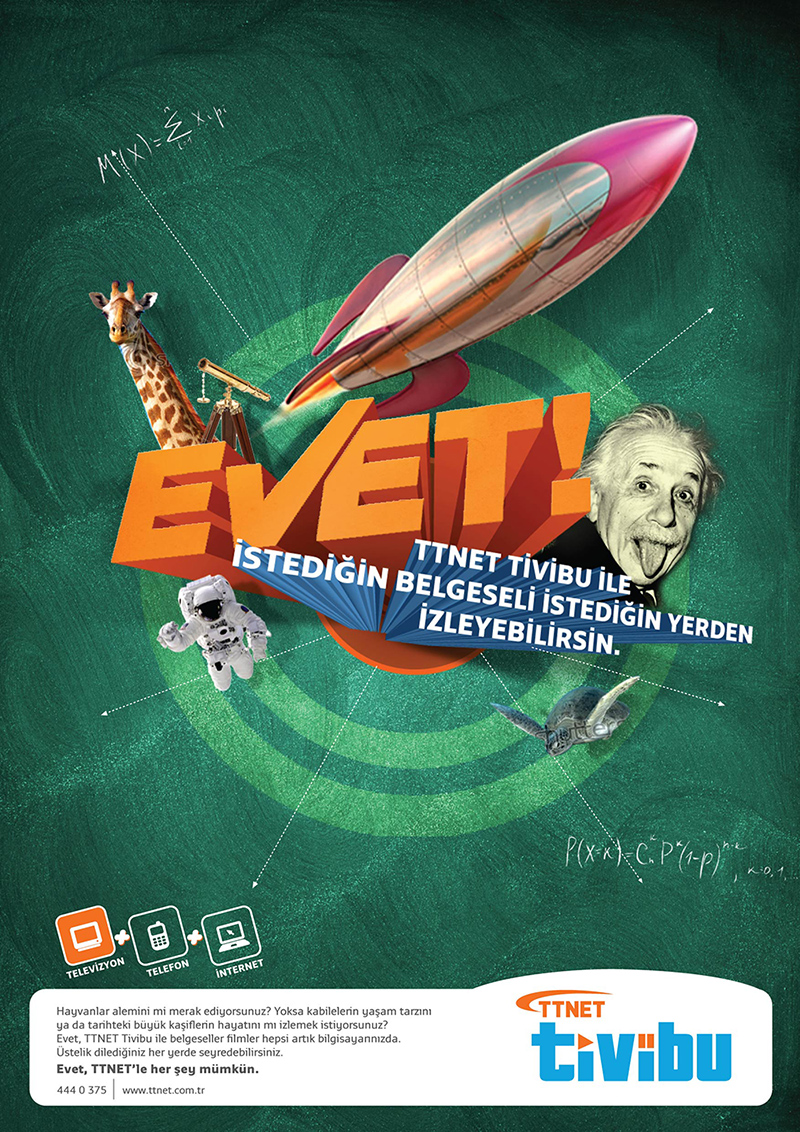 M'(X)=Σ xᵢ pᵢ
EVET!
TTNET TİVİBU İLE
İSTEDİĞİN BELGESELİ İSTEDİĞİN YERDEN
İZLEYEBİLİRSİN.
TELEVİZYON
TELEFON
İNTERNET
Hayvanlar alemini mi merak ediyorsunuz? Yoksa kabilelerin yaşam tarzını
ya da tarihteki büyük kaşiflerin hayatını mı izlemek istiyorsunuz?
Evet, TTNET Tivibu ile belgeseller filmler hepsi artık bilgisayarınızda.
Üstelik dilediğiniz her yerde seyredebilirsiniz.
Evet, TTNET'le her şey mümkün.
444 0 375 | www.ttnet.com.tr
TTNET
tivibu